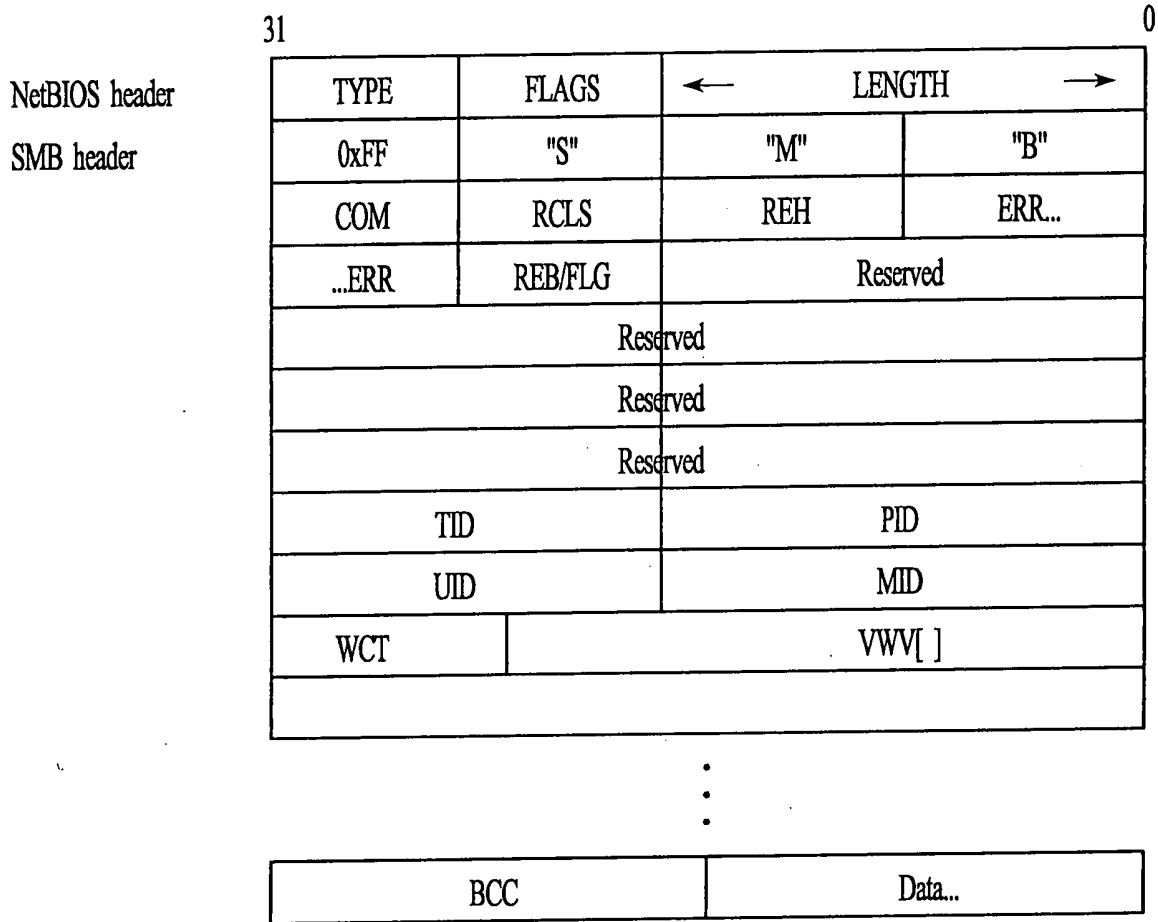 31 0
NetBIOS header TYPE FLAGS ← LENGTH →
SMB header 0xFF "S" "M" "B"
COM RCLS REH ERR...
...ERR REB/FLG Reserved
Reserved
Reserved
Reserved
TID PID
UID MID
WCT VWV[ ]
BCC Data...